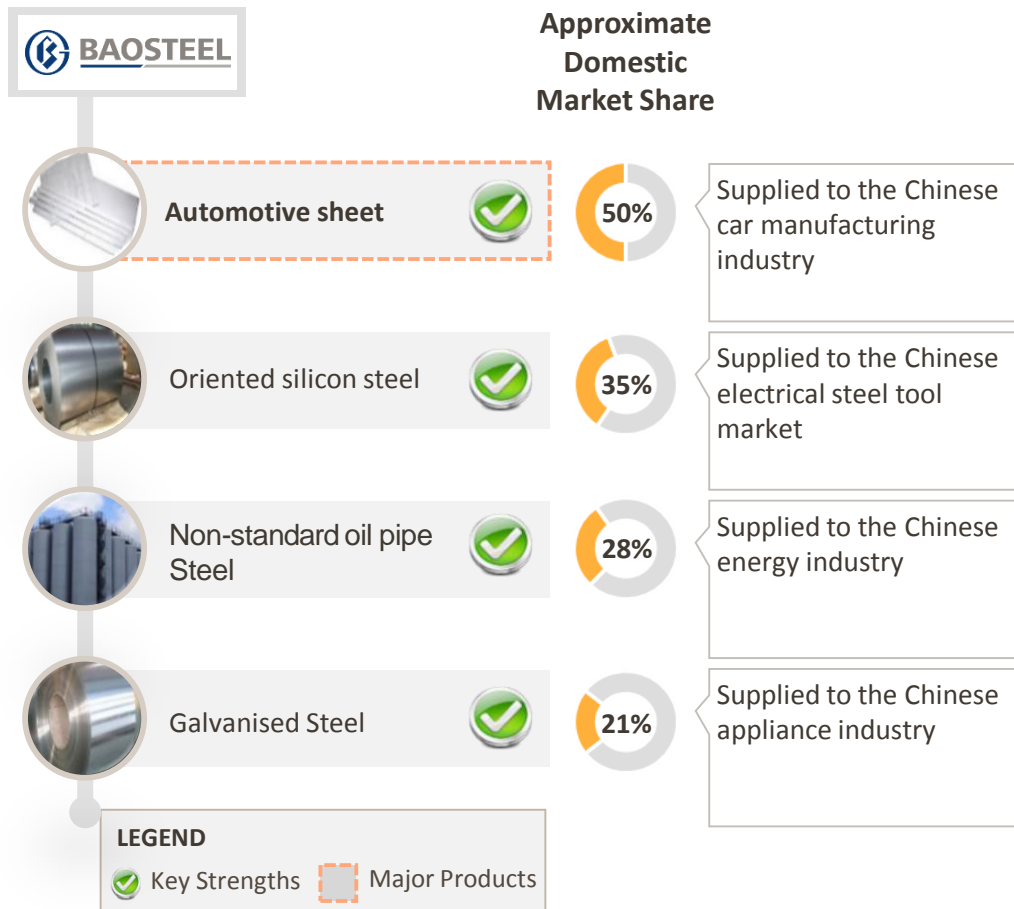 BAOSTEEL
Approximate
Domestic
Market Share
Automotive sheet
50%
Supplied to the Chinese
car manufacturing
industry
Oriented silicon steel
35%
Supplied to the Chinese
electrical steel tool
market
Non-standard oil pipe
Steel
28%
Supplied to the Chinese
energy industry
Galvanised Steel
21%
Supplied to the Chinese
appliance industry
LEGEND
Key Strengths
Major Products